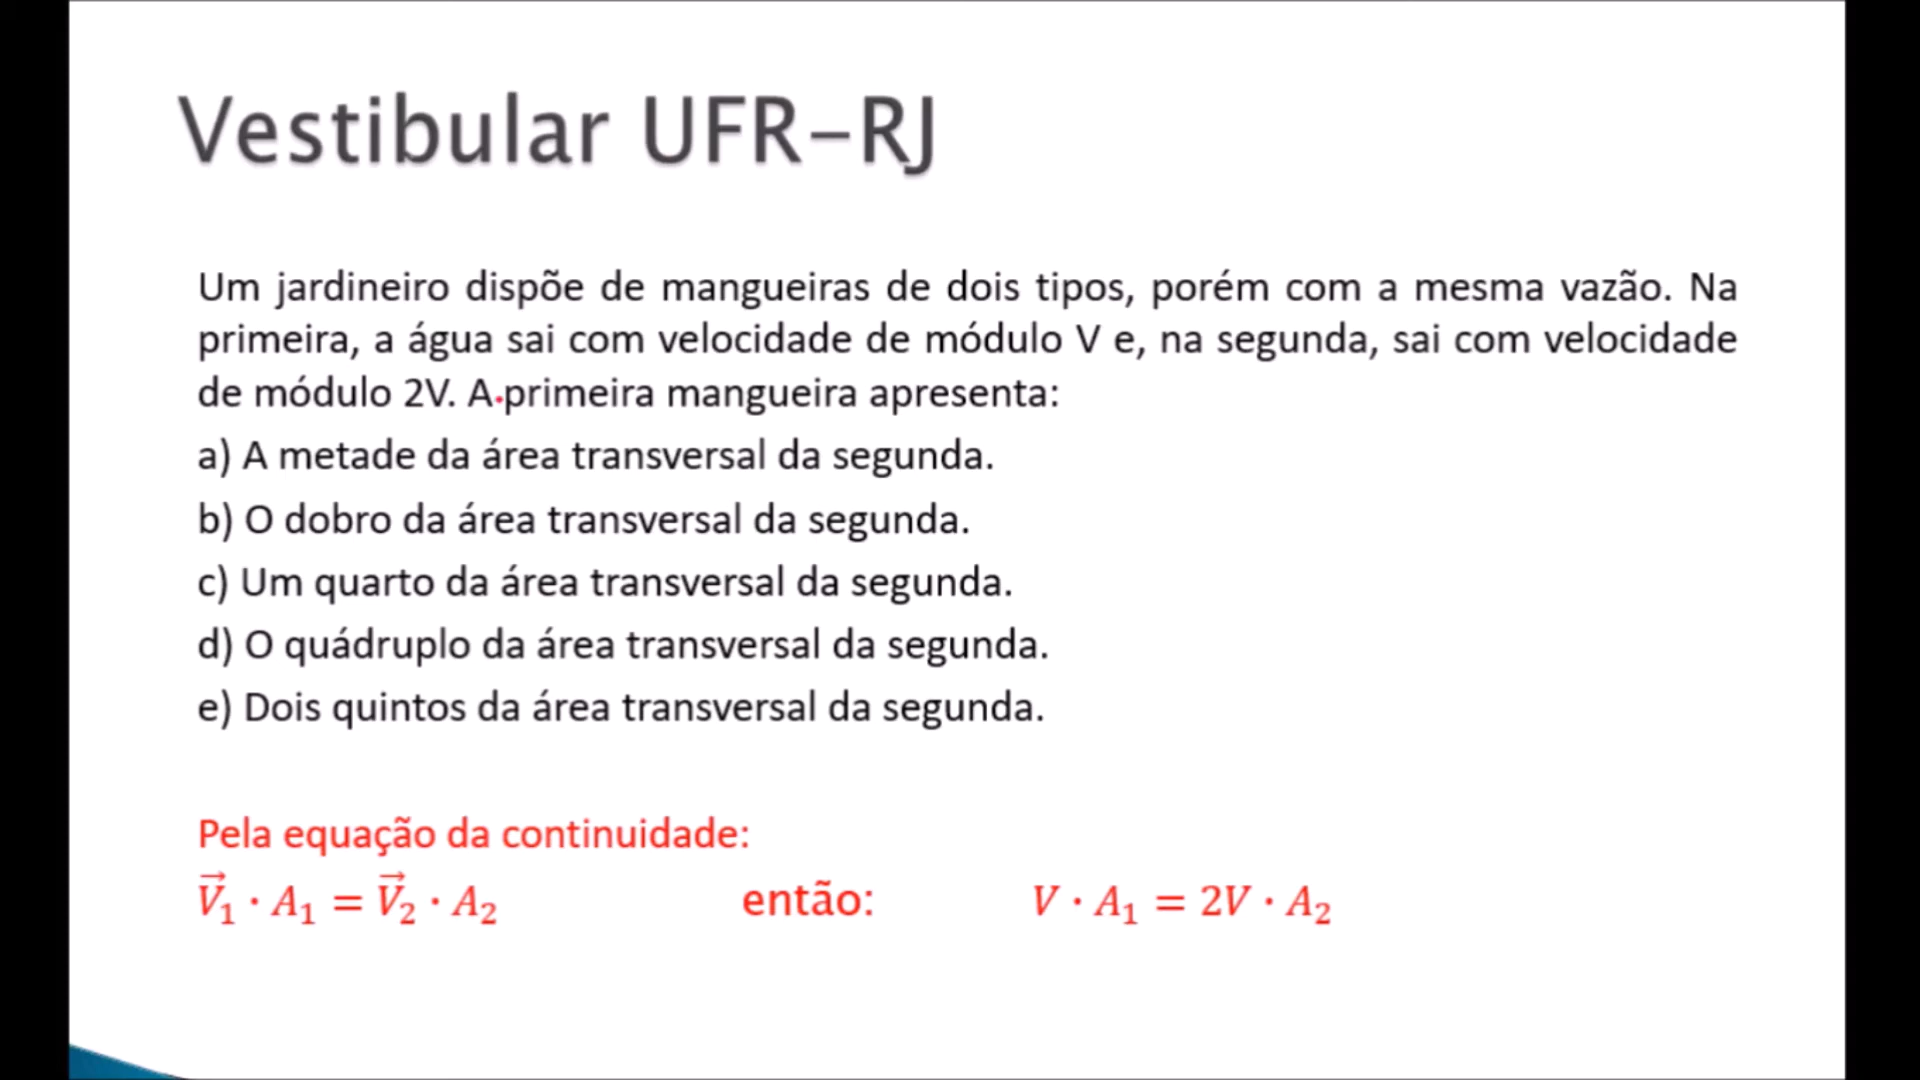 Vestibular UFR-RJ
Um jardineiro dispõe de mangueiras de dois tipos, porém com a mesma vazão. Na
primeira, a água sai com velocidade de módulo V e, na segunda, sai com velocidade
de módulo 2V. A primeira mangueira apresenta:
a) A metade da área transversal da segunda.
b) O dobro da área transversal da segunda.
c) Um quarto da área transversal da segunda.
d) O quádruplo da área transversal da segunda.
e) Dois quintos da área transversal da segunda.
Pela equação da continuidade:
V⃗₁ · A₁ = V⃗₂ · A₂ então: V · A₁ = 2V · A₂